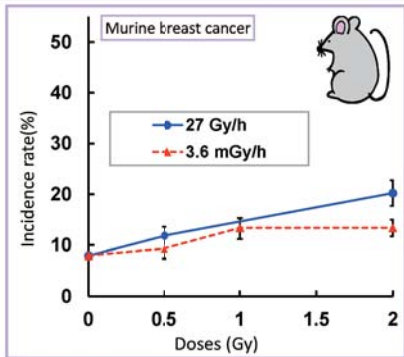 Murine breast cancer
50
40
30
20
10
0
Incidence rate(%)
27 Gy/h
3.6 mGy/h
0
0.5
1
1.5
2
Doses (Gy)